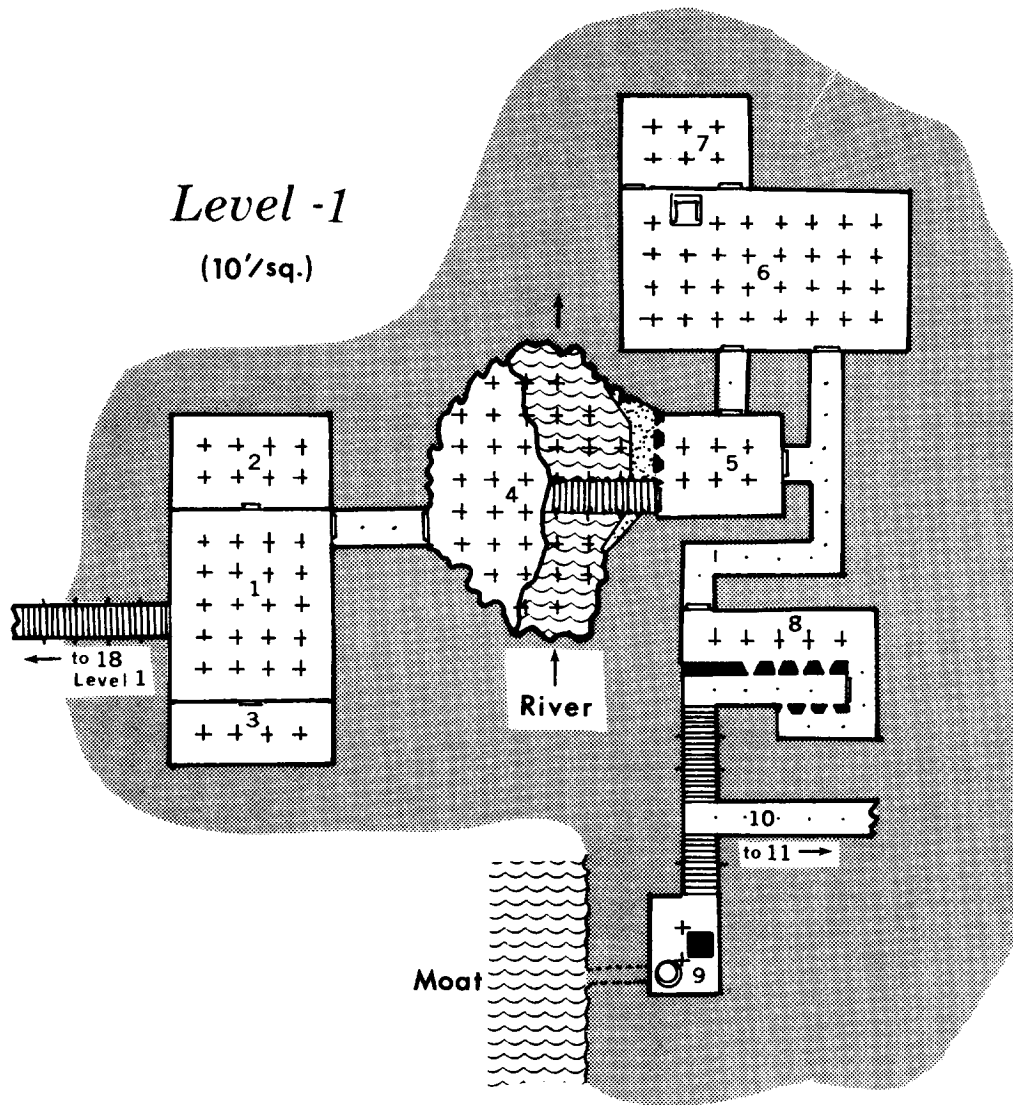 7
Level -1
(10'/sq.)
6
2
5
4
1
8
← to 18
Level 1
River
3
·10·
to 11 →
Moat
9